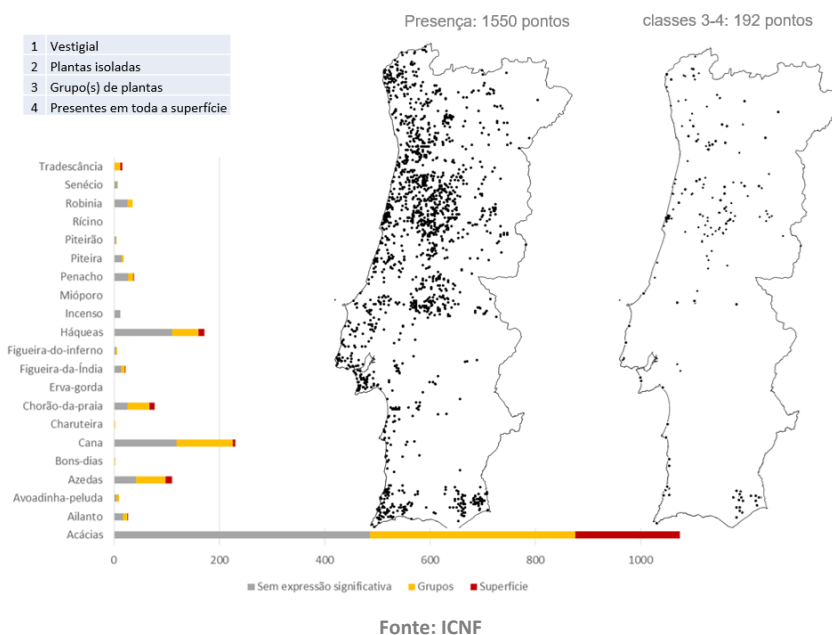 Presença: 1550 pontos
classes 3-4: 192 pontos
1 Vestigial
2 Plantas isoladas
3 Grupo(s) de plantas
4 Presentes em toda a superfície
Tradescância
Senécio
Robinia
Rícino
Piteirão
Piteira
Penacho
Mióporo
Incenso
Háqueas
Figueira-do-inferno
Figueira-da-Índia
Erva-gorda
Chorão-da-praia
Charuteira
Cana
Bons-dias
Azedas
Avoadinha-peluda
Ailanto
Acácias
0 200 400 600 800 1000
Sem expressão significativa Grupos Superficie
Fonte: ICNF